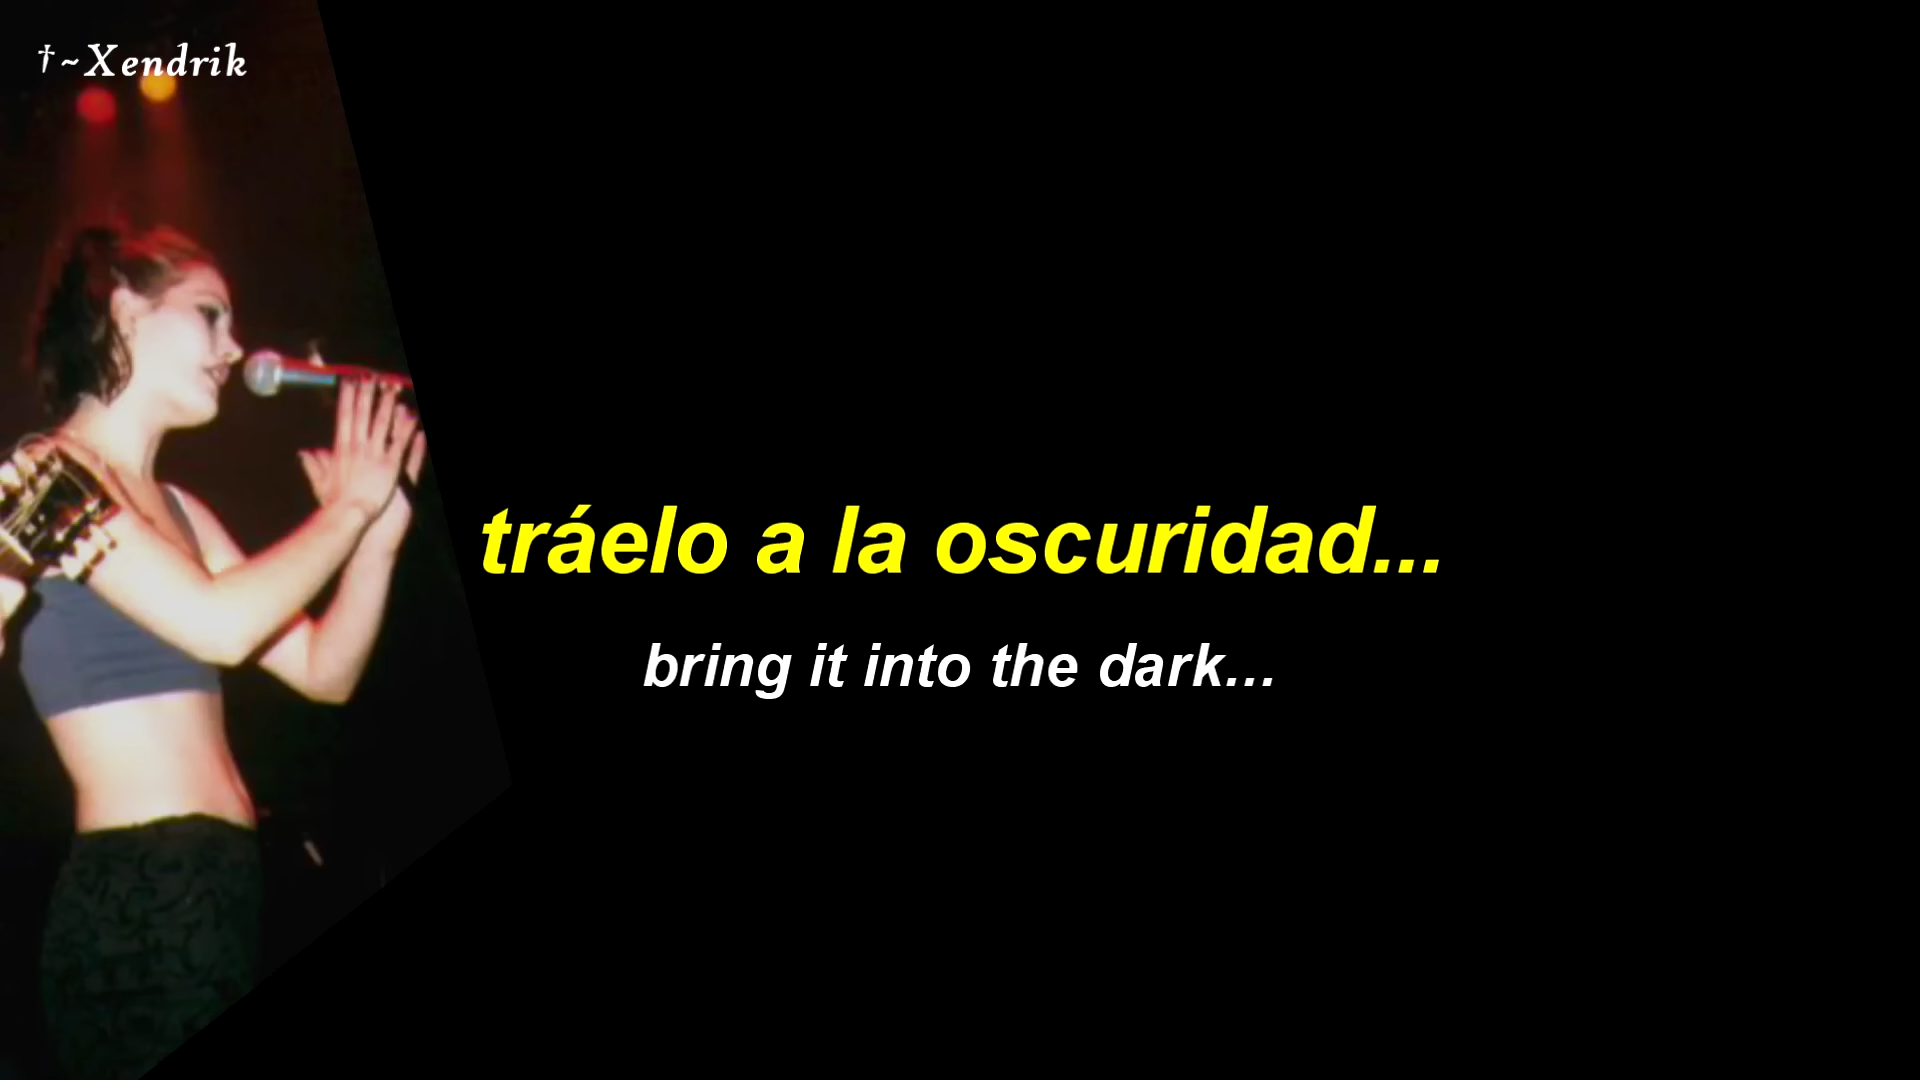 †~Xendrik
tráelo a la oscuridad...
bring it into the dark...